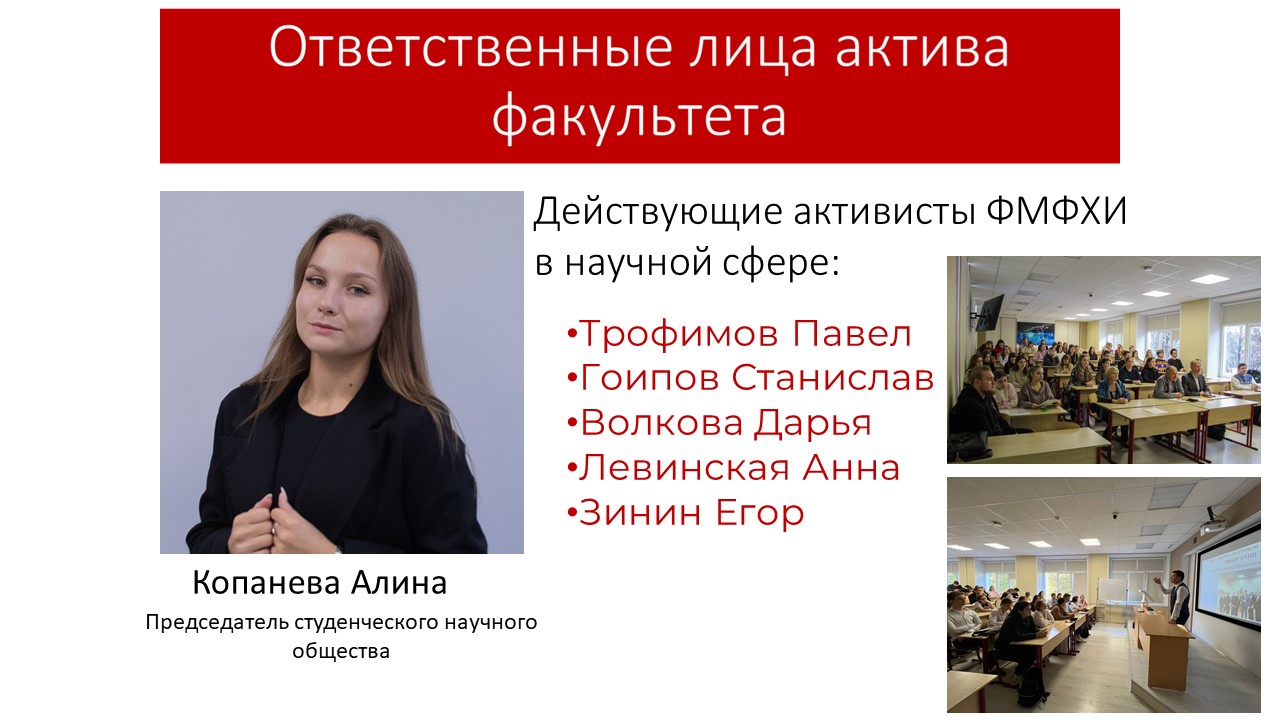 Ответственные лица актива
факультета
Действующие активисты ФМФХИ
в научной сфере:
•Трофимов Павел
•Гоипов Станислав
•Волкова Дарья
•Левинская Анна
•Зинин Егор
Копанева Алина
Председатель студенческого научного
общества